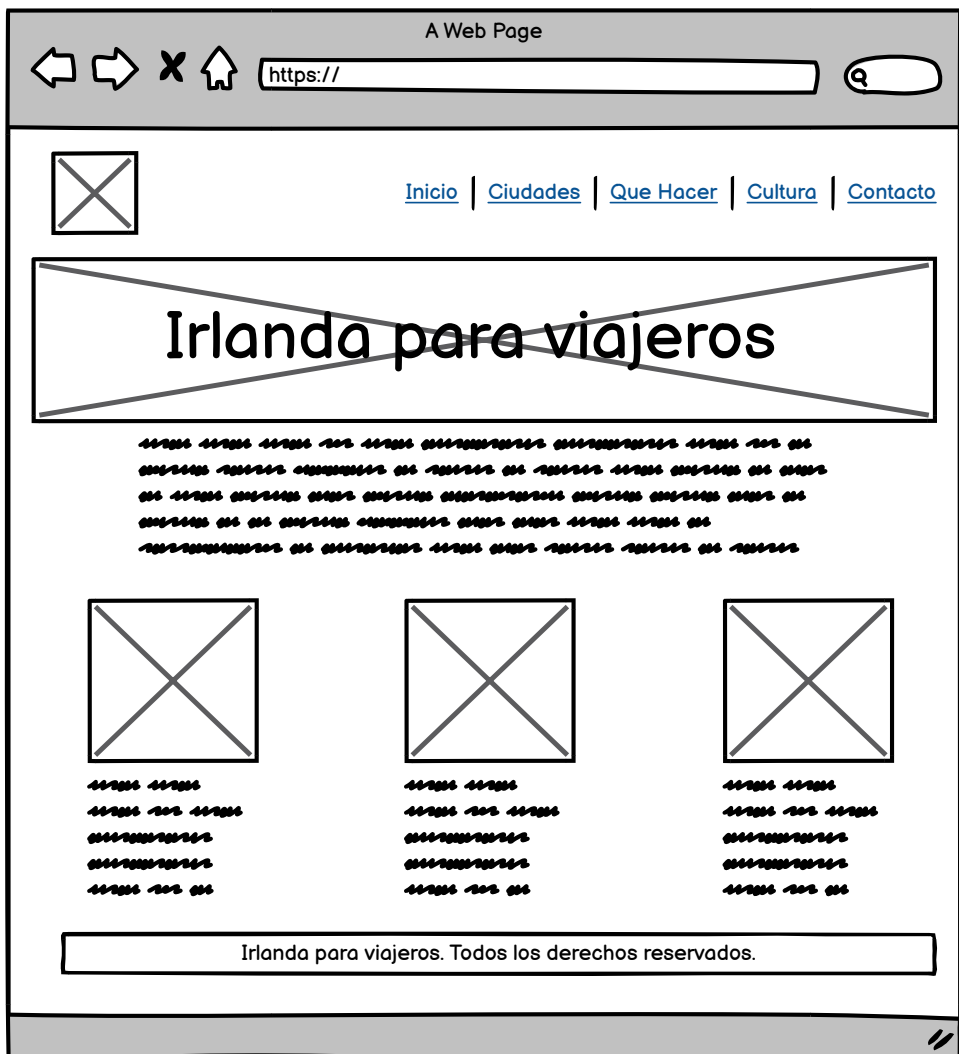 A Web Page
https://
Inicio | Ciudades | Que Hacer | Cultura | Contacto
Irlanda para viajeros
Irlanda para viajeros. Todos los derechos reservados.